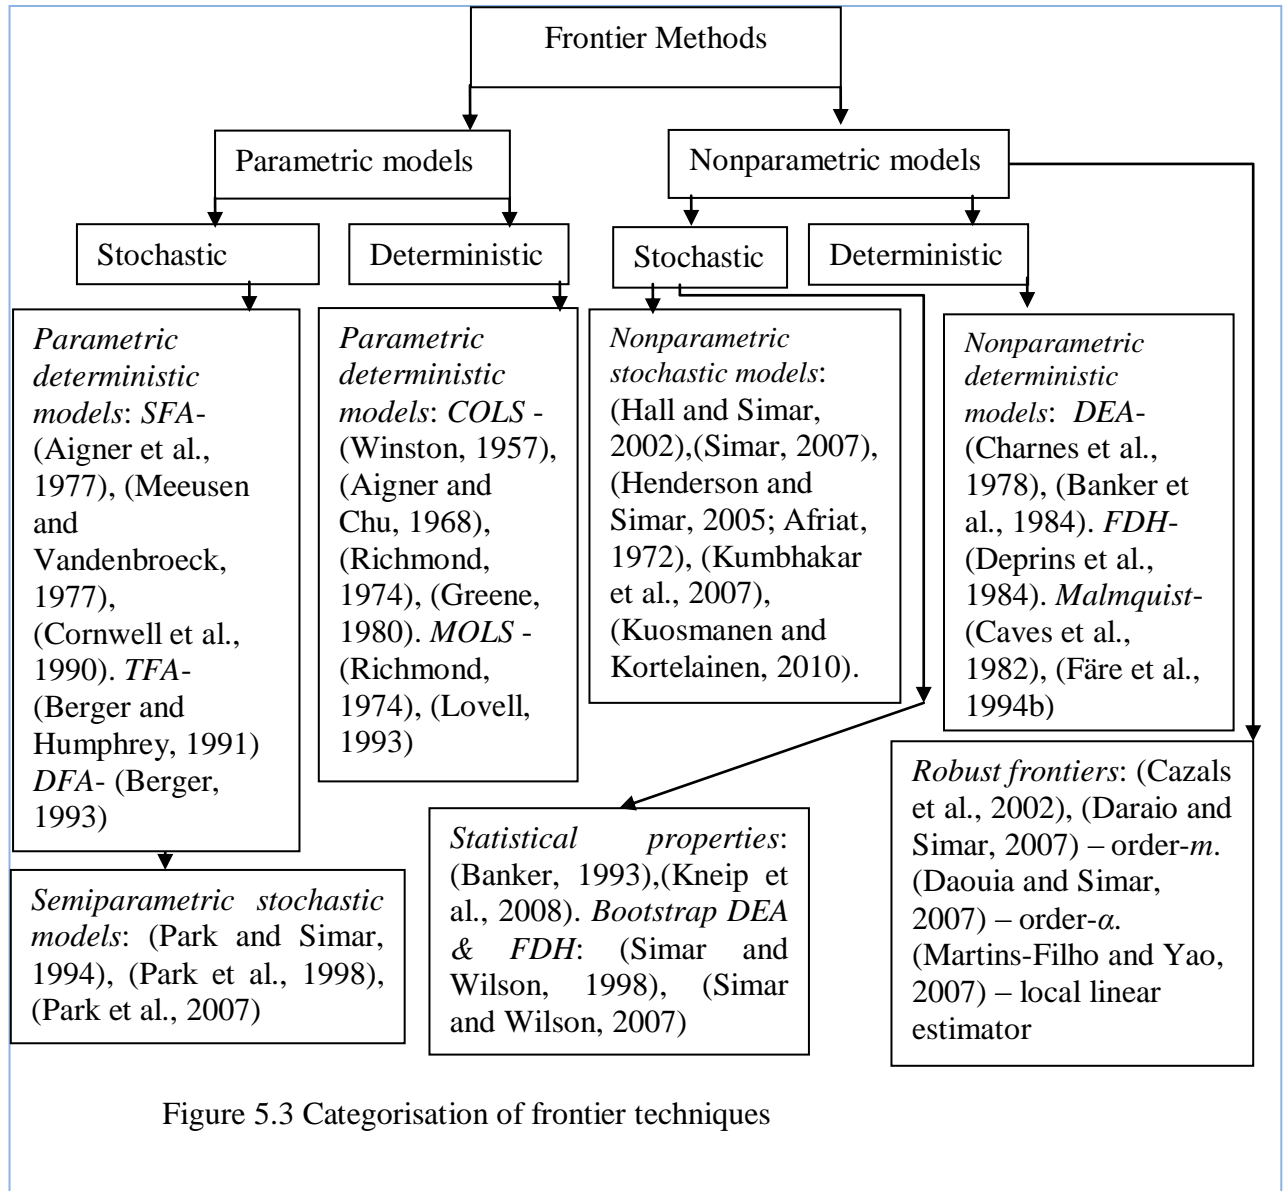 Frontier Methods
Parametric models
Nonparametric models
Stochastic
Deterministic
Stochastic
Deterministic
Parametric
deterministic
models: SFA-
(Aigner et al.,
1977), (Meeusen
and
Vandenbroeck,
1977),
(Cornwell et al.,
1990). TFA-
(Berger and
Humphrey, 1991)
DFA- (Berger,
1993)
Parametric
deterministic
models: COLS -
(Winston, 1957),
(Aigner and
Chu, 1968),
(Richmond,
1974), (Greene,
1980). MOLS -
(Richmond,
1974), (Lovell,
1993)
Nonparametric
stochastic models:
(Hall and Simar,
2002),(Simar, 2007),
(Henderson and
Simar, 2005; Afriat,
1972), (Kumbhakar
et al., 2007),
(Kuosmanen and
Kortelainen, 2010).
Nonparametric
deterministic
models: DEA-
(Charnes et al.,
1978), (Banker et
al., 1984). FDH-
(Deprins et al.,
1984). Malmquist-
(Caves et al.,
1982), (Färe et al.,
1994b)
Semiparametric stochastic
models: (Park and Simar,
1994), (Park et al., 1998),
(Park et al., 2007)
Statistical properties:
(Banker, 1993),(Kneip et
al., 2008). Bootstrap DEA
& FDH: (Simar and
Wilson, 1998), (Simar
and Wilson, 2007)
Robust frontiers: (Cazals
et al., 2002), (Daraio and
Simar, 2007) – order-m.
(Daouia and Simar,
2007) – order-α.
(Martins-Filho and Yao,
2007) – local linear
estimator
Figure 5.3 Categorisation of frontier techniques